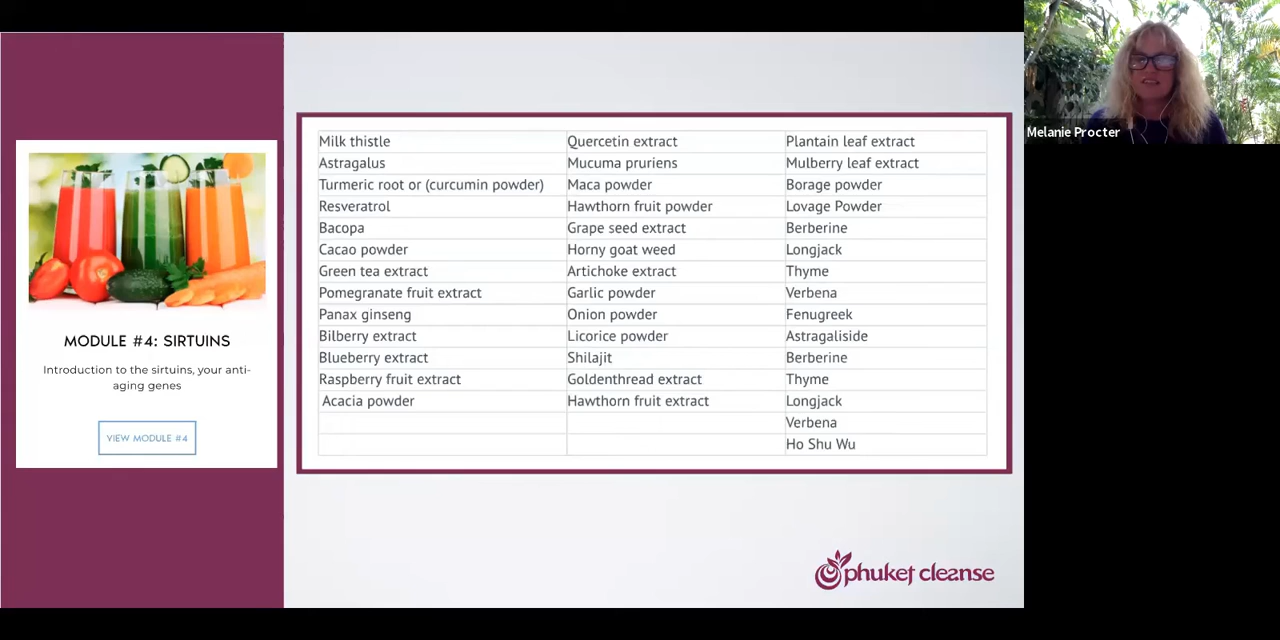 Melanie Procter
MODULE #4: SIRTUINS
Introduction to the sirtuins, your anti-
aging genes
VIEW MODULE #4
Milk thistle Quercetin extract Plantain leaf extract
Astragalus Mucuma pruriens Mulberry leaf extract
Turmeric root or (curcumin powder) Maca powder Borage powder
Resveratrol Hawthorn fruit powder Lovage Powder
Bacopa Grape seed extract Berberine
Cacao powder Horny goat weed Longjack
Green tea extract Artichoke extract Thyme
Pomegranate fruit extract Garlic powder Verbena
Panax ginseng Onion powder Fenugreek
Bilberry extract Licorice powder Astragaliside
Blueberry extract Shilajit Berberine
Raspberry fruit extract Goldenthread extract Thyme
Acacia powder Hawthorn fruit extract Longjack
Verbena
Ho Shu Wu
phuket cleanse